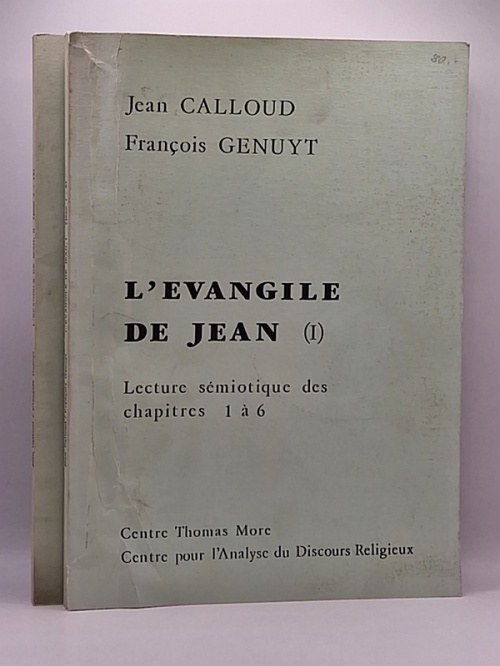 80.
Jean CALLOUD
François GENUYT
L'EVANGILE
DE JEAN (I)
Lecture sémiotique des
chapitres 1 à 6
Centre Thomas More
Centre pour l'Analyse du Discours Religieux